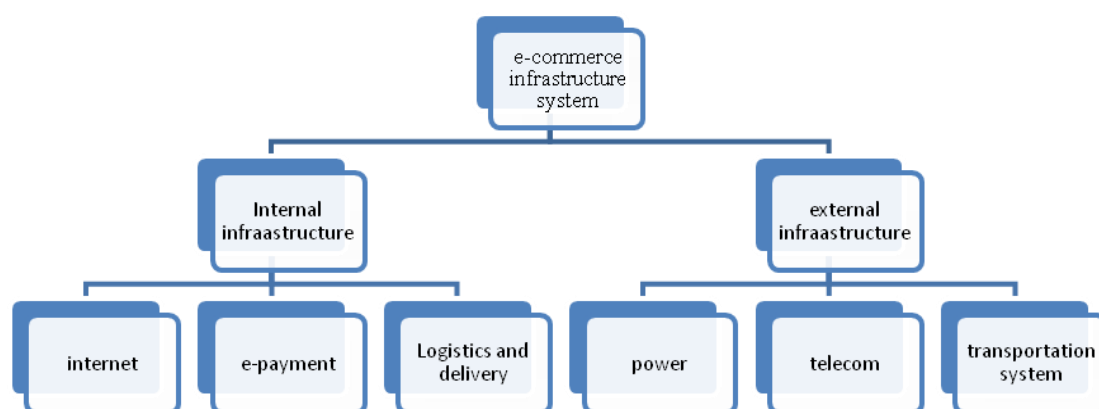 e-commerce
infrastructure
system
Internal
infraastructure
external
infraastructure
internet
e-payment
Logistics and
delivery
power
telecom
transportation
system